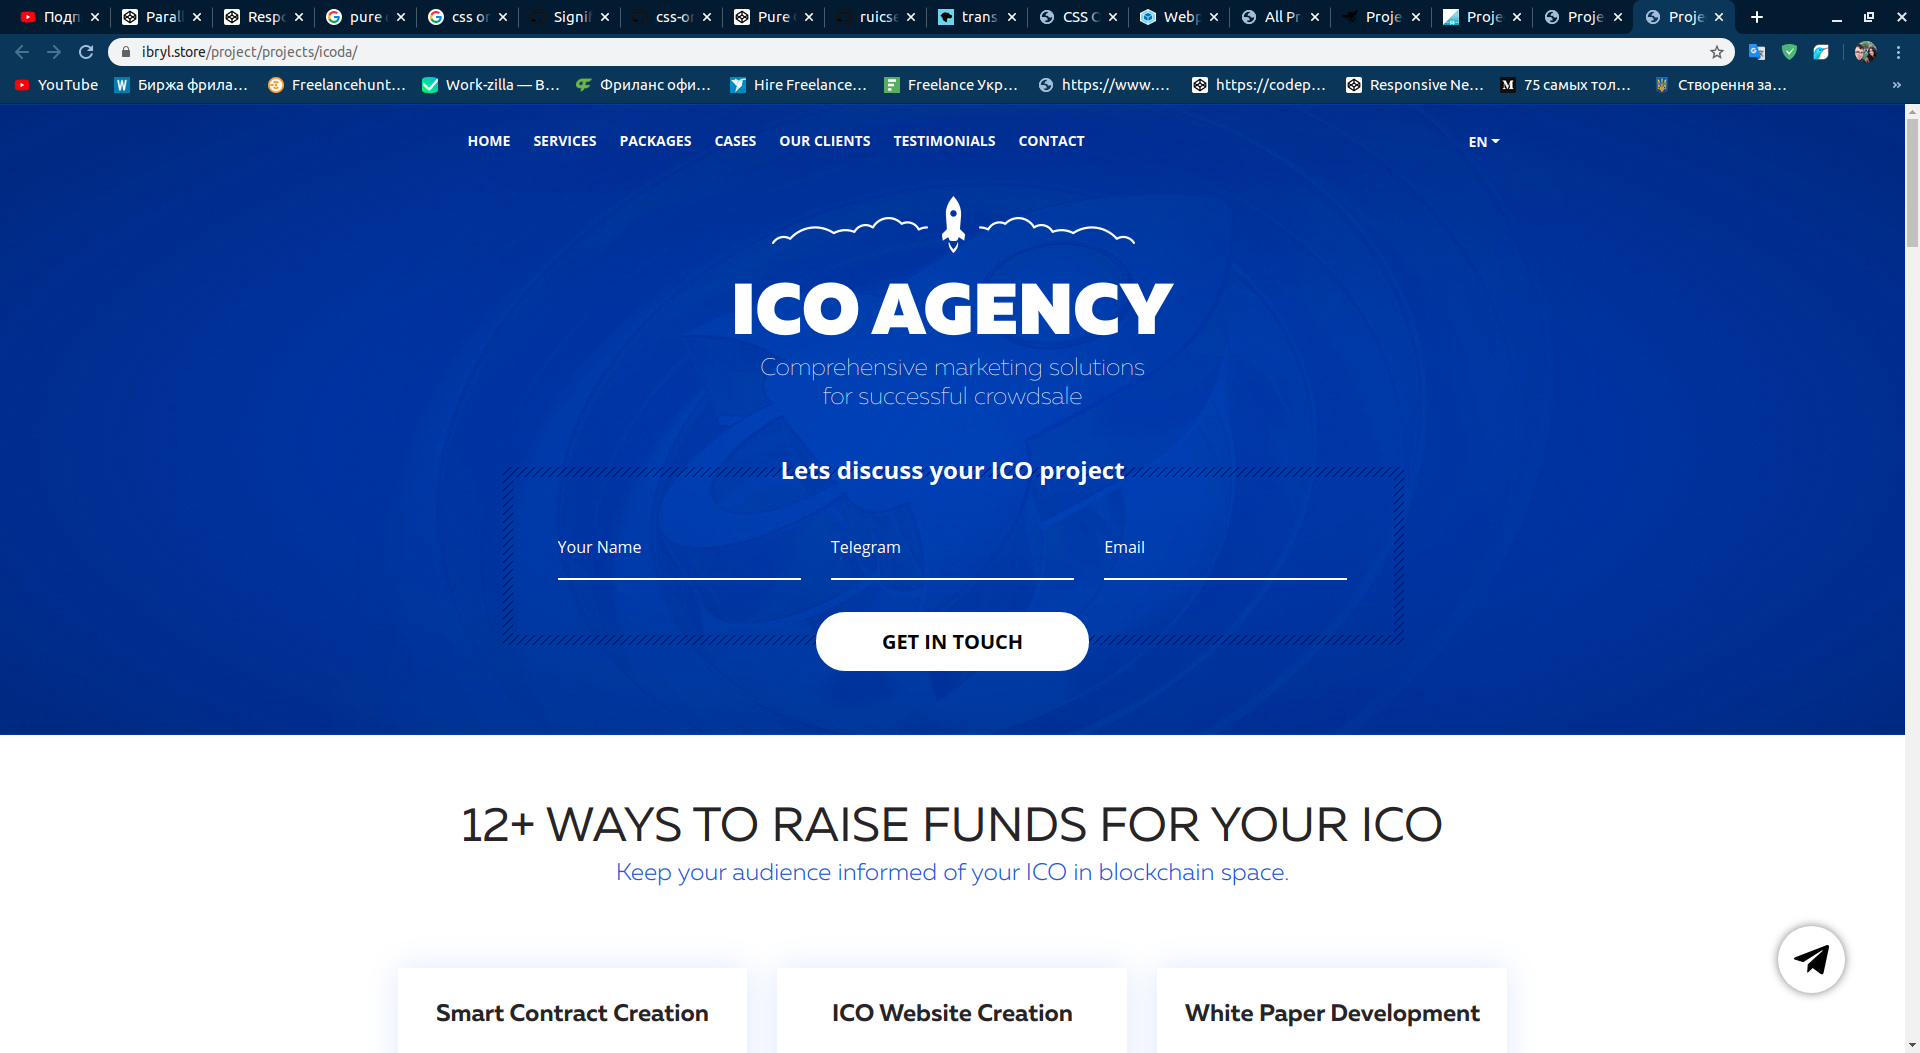 Подп
Parall
Respo
pure c
css or
Signif
css-or
Pure
ruicse
trans
CSS C
Webp
All Pr
Proje
Proje
Proje
Proje
ibryl.store/project/projects/icoda/
YouTube
Биржа фрила...
Freelancehunt...
Work-zilla — В...
Фриланс офи...
Hire Freelance...
Freelance Укр...
https://www....
https://codep...
Responsive Ne...
75 самых тол...
Створення за...
»
HOME SERVICES PACKAGES CASES OUR CLIENTS TESTIMONIALS CONTACT EN
ICO AGENCY
Comprehensive marketing solutions
for successful crowdsale
Lets discuss your ICO project
Your Name
Telegram
Email
GET IN TOUCH
12+ WAYS TO RAISE FUNDS FOR YOUR ICO
Keep your audience informed of your ICO in blockchain space.
Smart Contract Creation
ICO Website Creation
White Paper Development